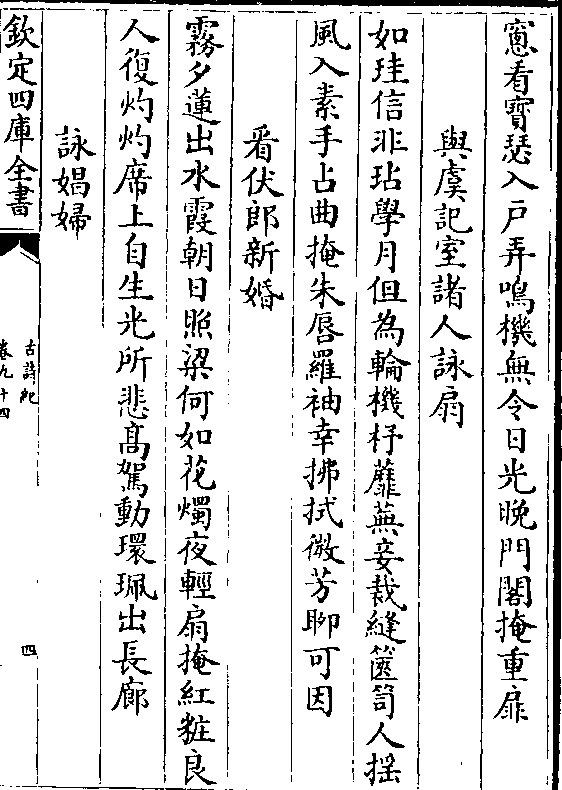 窻看寳瑟入戸弄鳴機無令日光晩門闇掩重扉
與虞記室諸人詠扇
如珪信非玷學月但為輪機杼蘼蕪妾裁縫篋笥人揺
風入素手占曲掩朱唇羅袖幸拂拭微芳聊可因
看伏郎新婚
霧夕蓮出水霞朝日照梁何如花燭夜輕扇掩紅粧良
人復灼灼席上自生光所悲髙駕動環珮出長廊
詠娼婦
欽定四庫全書
古詩紀
卷九十四
四